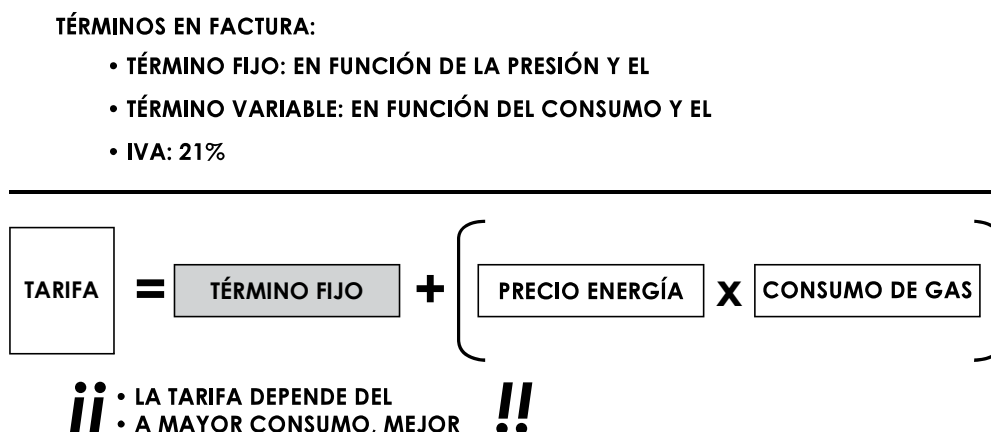 TÉRMINOS EN FACTURA:
• TÉRMINO FIJO: EN FUNCIÓN DE LA PRESIÓN Y EL
• TÉRMINO VARIABLE: EN FUNCIÓN DEL CONSUMO Y EL
• IVA: 21%
TARIFA = TÉRMINO FIJO + ( PRECIO ENERGÍA X CONSUMO DE GAS )
¡¡ • LA TARIFA DEPENDE DEL !!
• A MAYOR CONSUMO, MEJOR